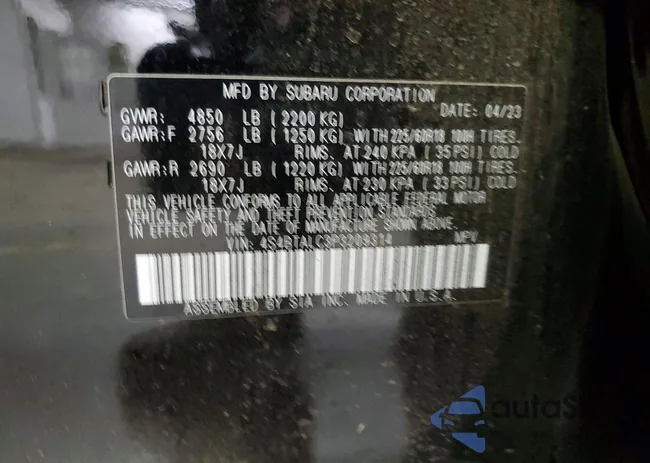 MFD BY SUBARU CORPORATION
GVWR: 4850 LB (2200 KG) DATE: 04/23
GAWR:F 2756 LB (1250 KG) WITH 225/60R18 100H TIRES.
18X7J RIMS. AT 240 KPA (35 PSI) COLD
GAWR:R 2690 LB (1220 KG) WITH 225/60R18 100H TIRES.
18X7J RIMS. AT 230 KPA (33 PSI) COLD
THIS VEHICLE CONFORMS TO ALL APPLICABLE FEDERAL MOTOR
VEHICLE SAFETY AND THEFT PREVENTION STANDARDS
IN EFFECT ON THE DATE OF MANUFACTURE SHOWN ABOVE.
VIN: 4S4BTALC3P3203314 MPV
ASSEMBLED BY SIA INC. MADE IN U.S.A.